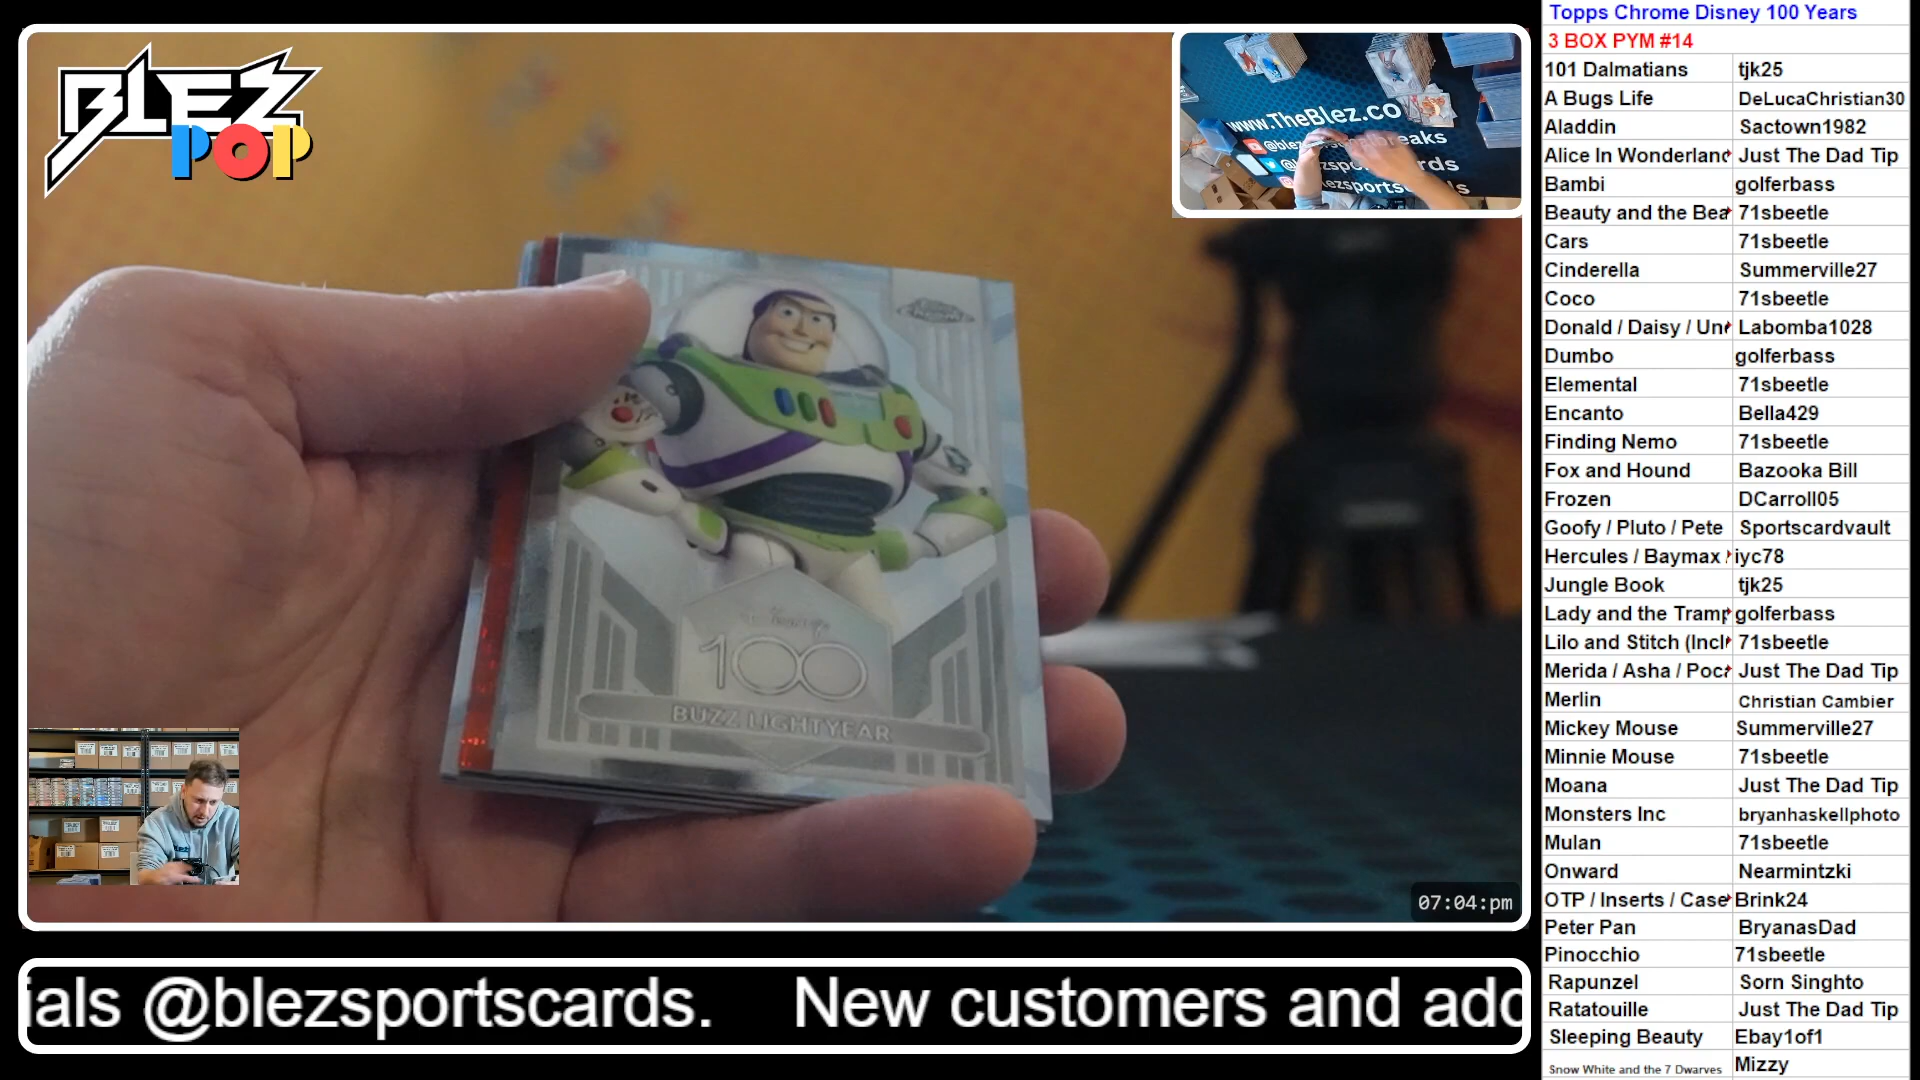 BLEZ
POP
www.TheBlez.co
Disney
100
BUZZ LIGHTYEAR
07:04:pm
ials @blezsportscards. New customers and add
Topps Chrome Disney 100 Years
3 BOX PYM #14
101 Dalmatians tjk25
A Bugs Life DeLucaChristian30
Aladdin Sactown1982
Alice In Wonderland Just The Dad Tip
Bambi golferbass
Beauty and the Bea 71sbeetle
Cars 71sbeetle
Cinderella Summerville27
Coco 71sbeetle
Donald / Daisy / Un Labomba1028
Dumbo golferbass
Elemental 71sbeetle
Encanto Bella429
Finding Nemo 71sbeetle
Fox and Hound Bazooka Bill
Frozen DCarroll05
Goofy / Pluto / Pete Sportscardvault
Hercules / Baymax / iyc78
Jungle Book tjk25
Lady and the Tramp golferbass
Lilo and Stitch (Incl 71sbeetle
Merida / Asha / Poca Just The Dad Tip
Merlin Christian Cambier
Mickey Mouse Summerville27
Minnie Mouse 71sbeetle
Moana Just The Dad Tip
Monsters Inc bryanhaskellphoto
Mulan 71sbeetle
Onward Nearmintzki
OTP / Inserts / Case Brink24
Peter Pan BryanasDad
Pinocchio 71sbeetle
Rapunzel Sorn Singhto
Ratatouille Just The Dad Tip
Sleeping Beauty Ebay1of1
Snow White and the 7 Dwarves Mizzy